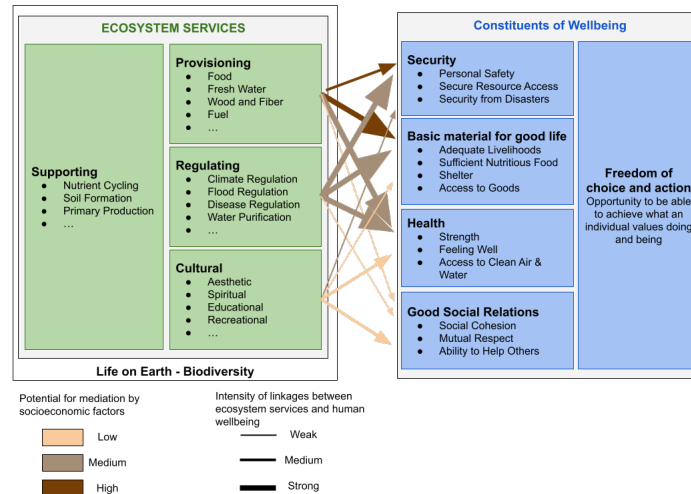 ECOSYSTEM SERVICES
Supporting
● Nutrient Cycling
● Soil Formation
● Primary Production
● …
Provisioning
● Food
● Fresh Water
● Wood and Fiber
● Fuel
● …
Regulating
● Climate Regulation
● Flood Regulation
● Disease Regulation
● Water Purification
● …
Cultural
● Aesthetic
● Spiritual
● Educational
● Recreational
● …
Life on Earth - Biodiversity
Constituents of Wellbeing
Security
● Personal Safety
● Secure Resource Access
● Security from Disasters
Basic material for good life
● Adequate Livelihoods
● Sufficient Nutritious Food
● Shelter
● Access to Goods
Health
● Strength
● Feeling Well
● Access to Clean Air &
Water
Good Social Relations
● Social Cohesion
● Mutual Respect
● Ability to Help Others
Freedom of
choice and action
Opportunity to be able
to achieve what an
individual values doing
and being
Potential for mediation by
socioeconomic factors
Low
Medium
High
Intensity of linkages between
ecosystem services and human
wellbeing
Weak
Medium
Strong